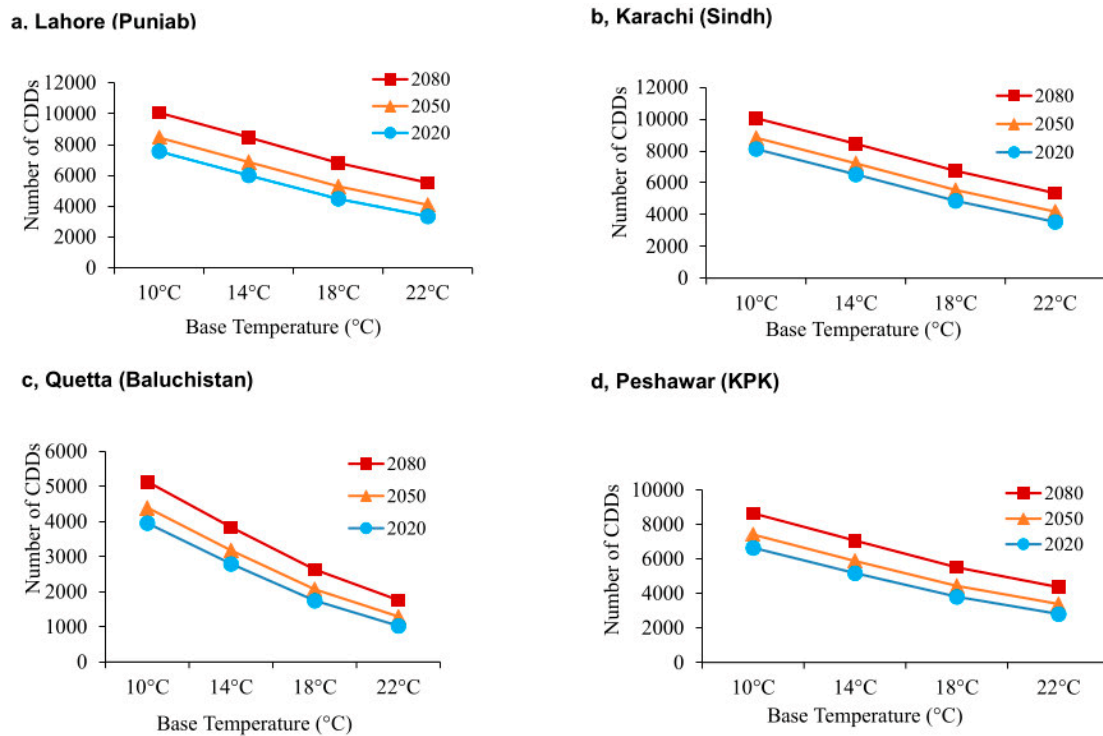 a, Lahore (Punjab)
12000
10000
8000
6000
4000
2000
0
Number of CDDs
2080
2050
2020
10°C 14°C 18°C 22°C
Base Temperature (°C)
b, Karachi (Sindh)
12000
10000
8000
6000
4000
2000
0
Number of CDDs
2080
2050
2020
10°C 14°C 18°C 22°C
Base Temperature (°C)
c, Quetta (Baluchistan)
6000
5000
4000
3000
2000
1000
0
Number of CDDs
2080
2050
2020
10°C 14°C 18°C 22°C
Base Temperature (°C)
d, Peshawar (KPK)
10000
8000
6000
4000
2000
0
Number of CDDs
2080
2050
2020
10°C 14°C 18°C 22°C
Base Temperature (°C)